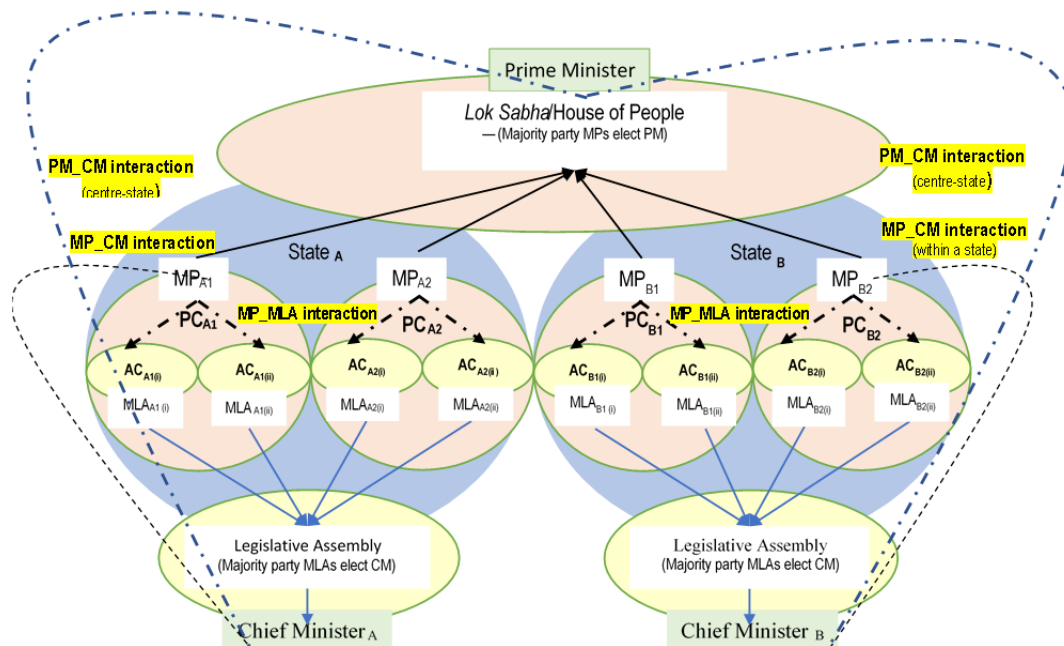 Prime Minister
Lok Sabha/House of People
— (Majority party MPs elect PM)
PM_CM interaction
(centre-state)
PM_CM interaction
(centre-state)
MP_CM interaction
MP_CM interaction
(within a state)
State A
State B
MPA1
MPA2
MPB1
MPB2
MP_MLA interaction
MP_MLA interaction
PCA1
PCA2
PCB1
PCB2
ACA1(i)
ACA1(ii)
ACA2(i)
ACA2(ii)
ACB1(i)
ACB1(ii)
ACB2(i)
ACB2(ii)
MLAA1 (i)
MLAA1(ii)
MLAA2(i)
MLAA2(ii)
MLAB1 (i)
MLAB1(ii)
MLAB2(i)
MLAB2(ii)
Legislative Assembly
(Majority party MLAs elect CM)
Legislative Assembly
(Majority party MLAs elect CM)
Chief Minister A
Chief Minister B